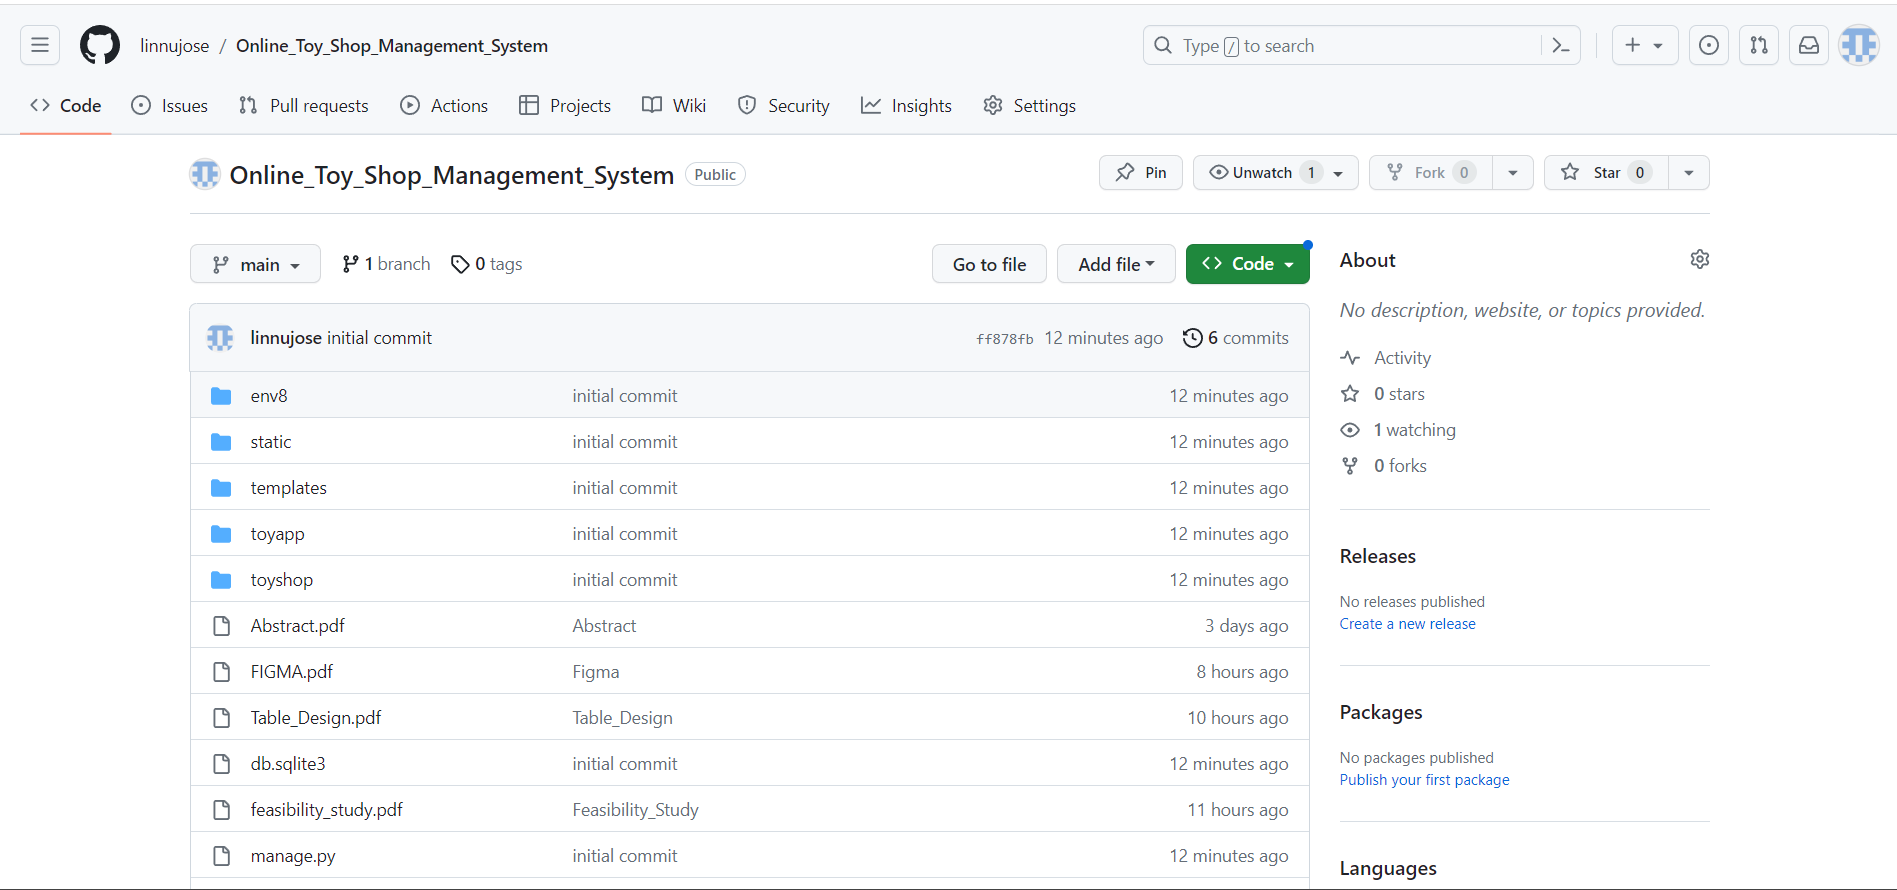 linnujose / Online_Toy_Shop_Management_System
Type / to search
Code Issues Pull requests Actions Projects Wiki Security Insights Settings
Online_Toy_Shop_Management_System Public
Pin Unwatch 1 Fork 0 Star 0
main 1 branch 0 tags Go to file Add file Code
linnujose initial commit ff878fb 12 minutes ago 6 commits
env8 initial commit 12 minutes ago
static initial commit 12 minutes ago
templates initial commit 12 minutes ago
toyapp initial commit 12 minutes ago
toyshop initial commit 12 minutes ago
Abstract.pdf Abstract 3 days ago
FIGMA.pdf Figma 8 hours ago
Table_Design.pdf Table_Design 10 hours ago
db.sqlite3 initial commit 12 minutes ago
feasibility_study.pdf Feasibility_Study 11 hours ago
manage.py initial commit 12 minutes ago
About
No description, website, or topics provided.
Activity
0 stars
1 watching
0 forks
Releases
No releases published
Create a new release
Packages
No packages published
Publish your first package
Languages